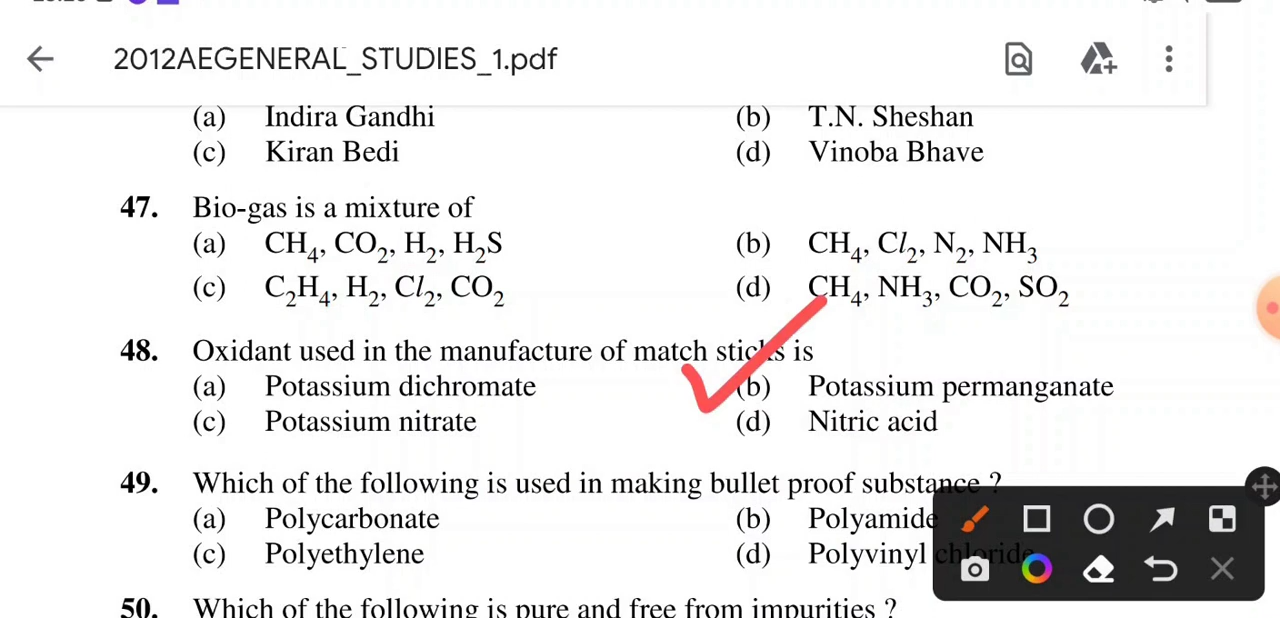 2012AEGENERAL_STUDIES_1.pdf
(a) Indira Gandhi (b) T.N. Sheshan
(c) Kiran Bedi (d) Vinoba Bhave
47. Bio-gas is a mixture of
(a) CH₄, CO₂, H₂, H₂S (b) CH₄, Cl₂, N₂, NH₃
(c) C₂H₄, H₂, Cl₂, CO₂ (d) CH₄, NH₃, CO₂, SO₂
48. Oxidant used in the manufacture of match sticks is
(a) Potassium dichromate (b) Potassium permanganate
(c) Potassium nitrate (d) Nitric acid
49. Which of the following is used in making bullet proof substance ?
(a) Polycarbonate (b) Polyamide
(c) Polyethylene (d) Polyvinyl chloride
50. Which of the following is pure and free from impurities ?